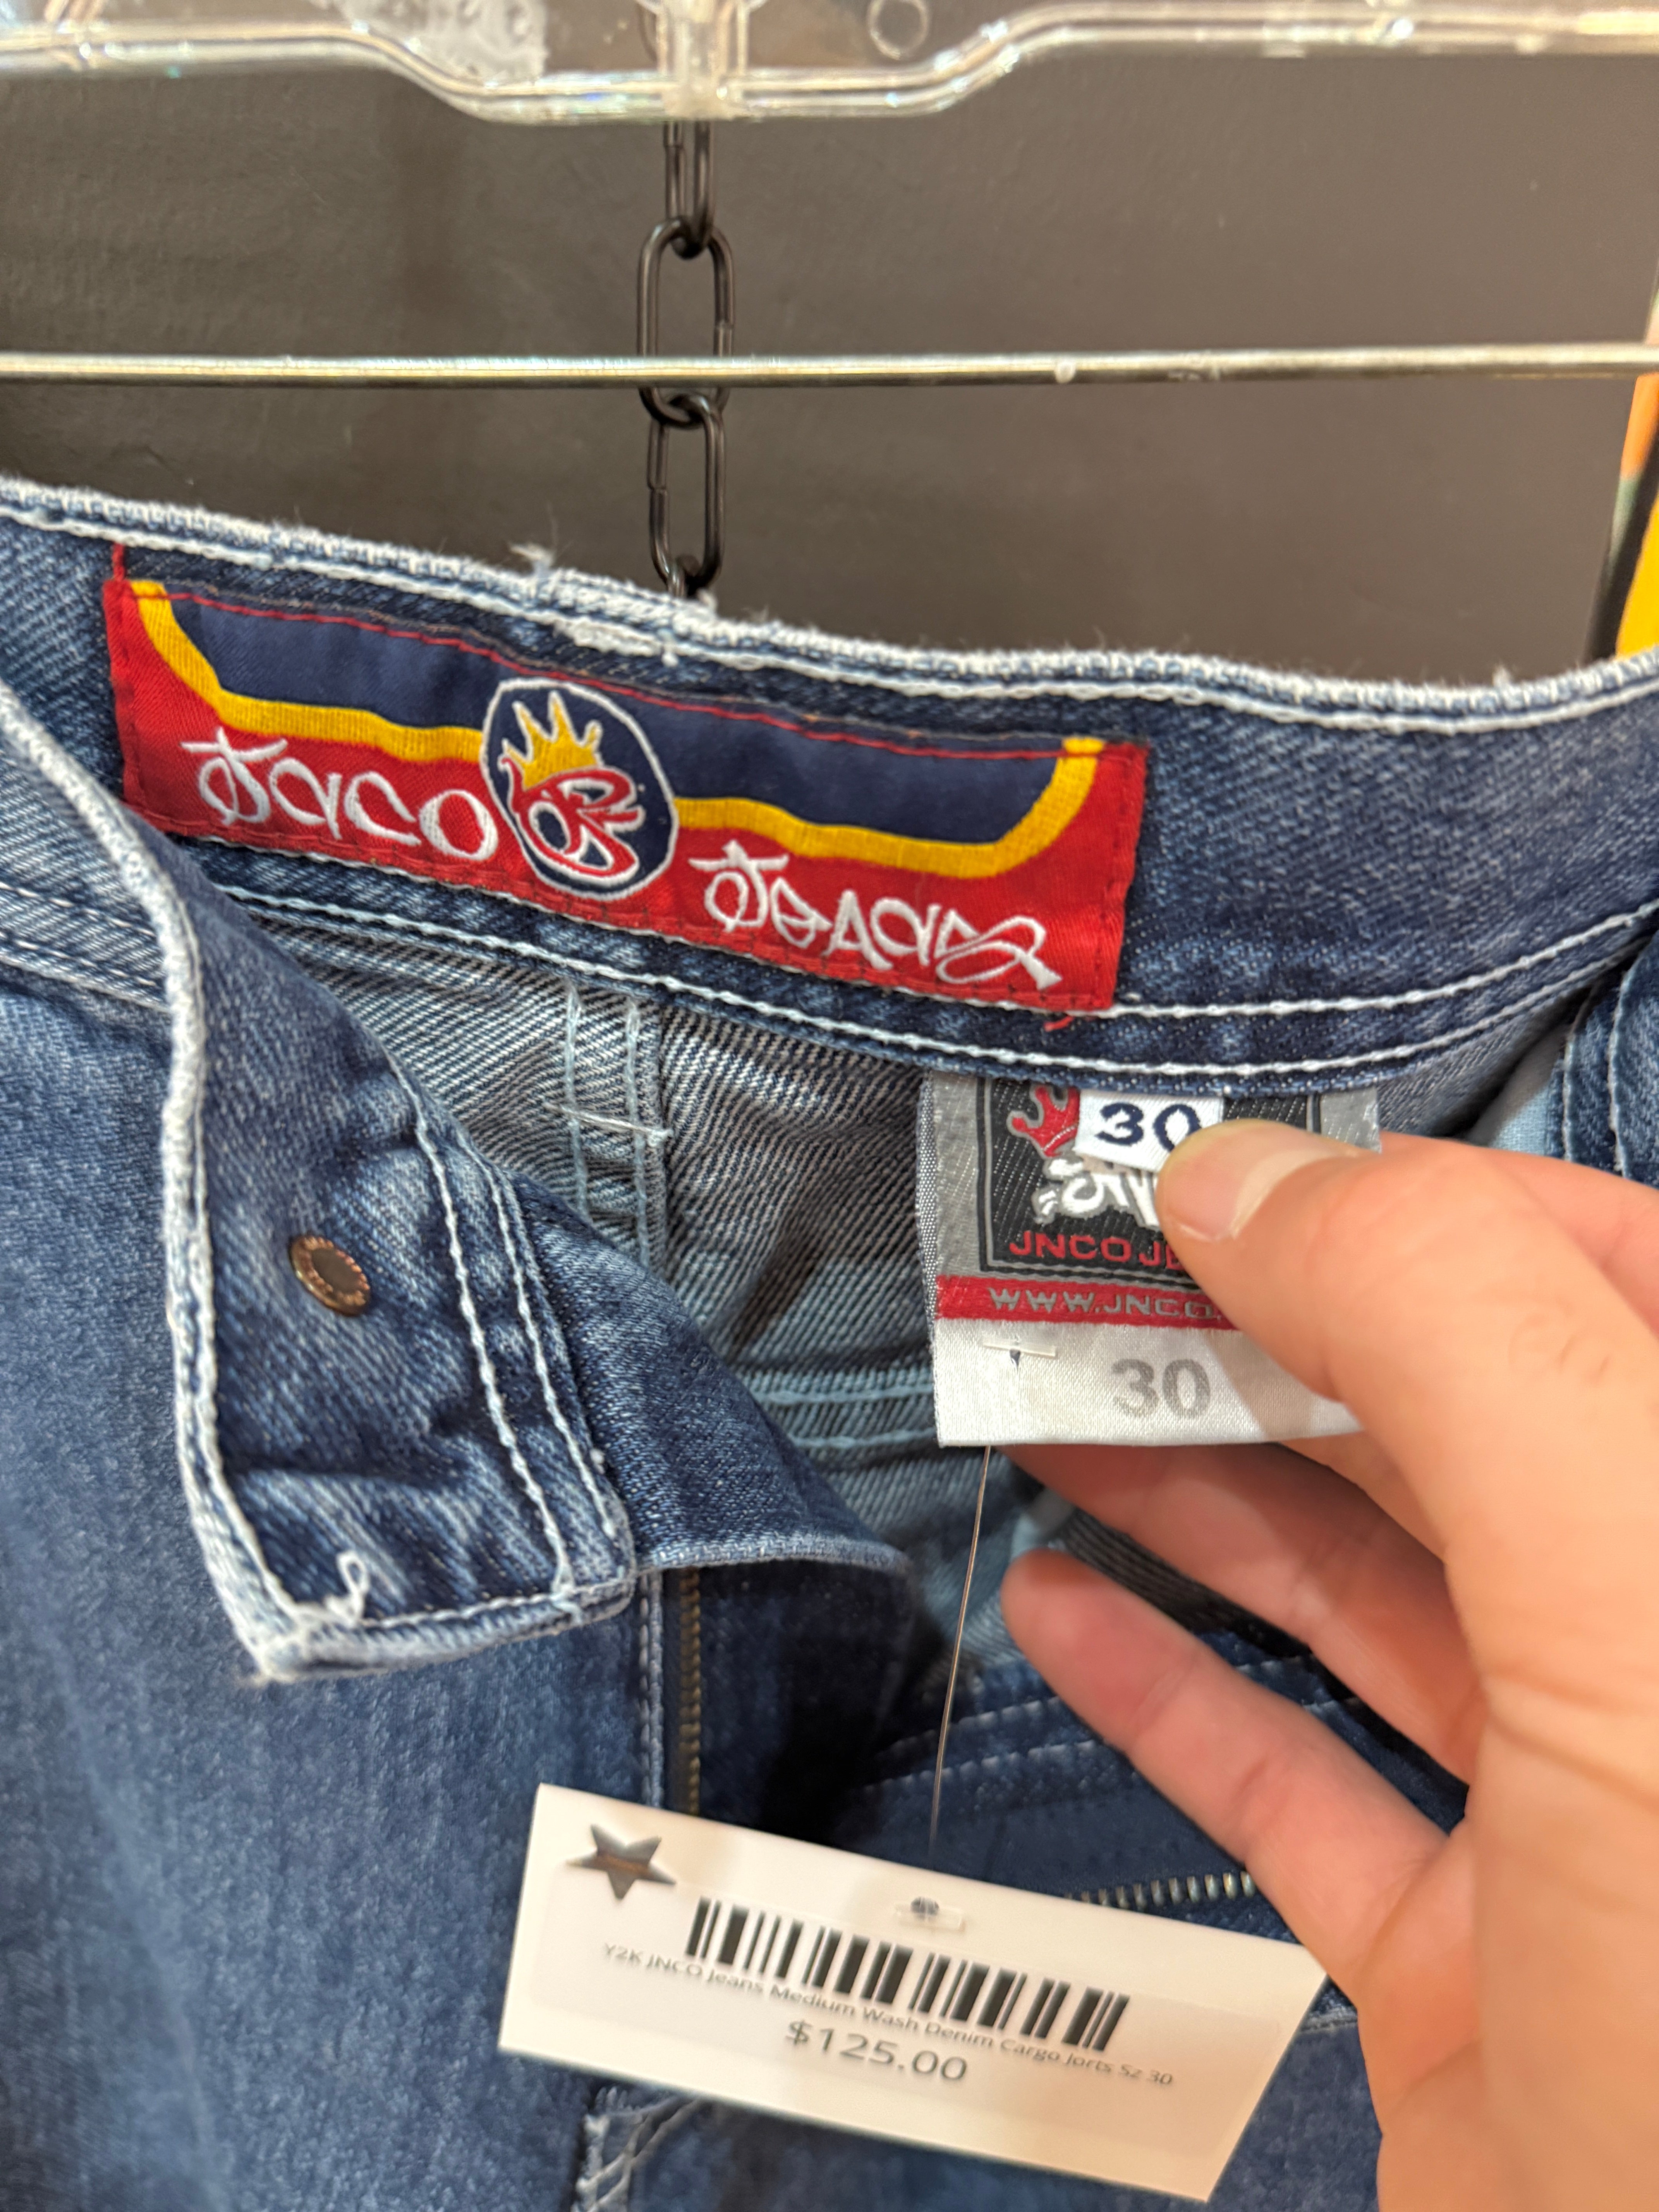 JNCO JeAnS
30
JNCO JE
WWW.JNCO
30
Y2K JNCO Jeans Medium Wash Denim Cargo Jorts Sz 30
$125.00